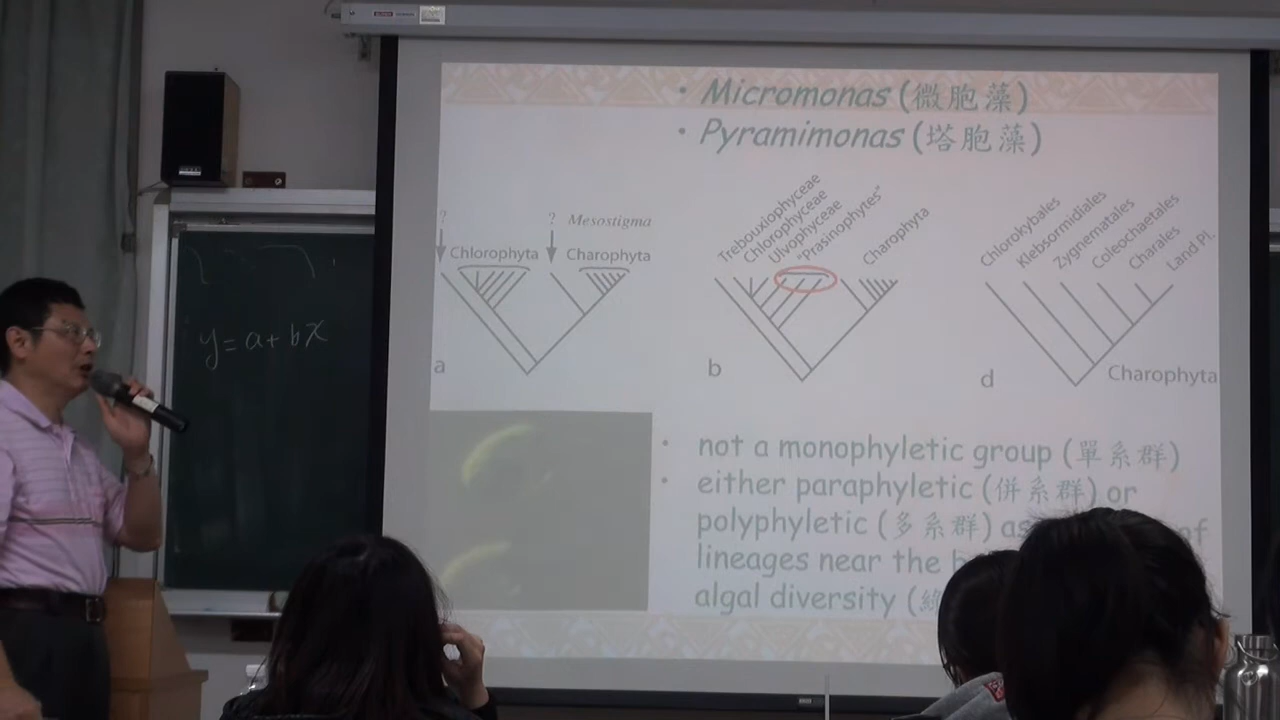 • Micromonas (微胞藻)
• Pyramimonas (塔胞藻)
? ? Mesostigma
Chlorophyta Charophyta
a
Trebouxiophyceae
Chlorophyceae
Ulvophyceae
"Prasinophytes"
Charophyta
b
Chlorokybales
Klebsormidiales
Zygnematales
Coleochaetales
Charales
Land Pl.
Charophyta
d
y = a + b x
• not a monophyletic group (單系群)
• either paraphyletic (併系群) or
polyphyletic (多系群) of
lineages near the
algal diversity (